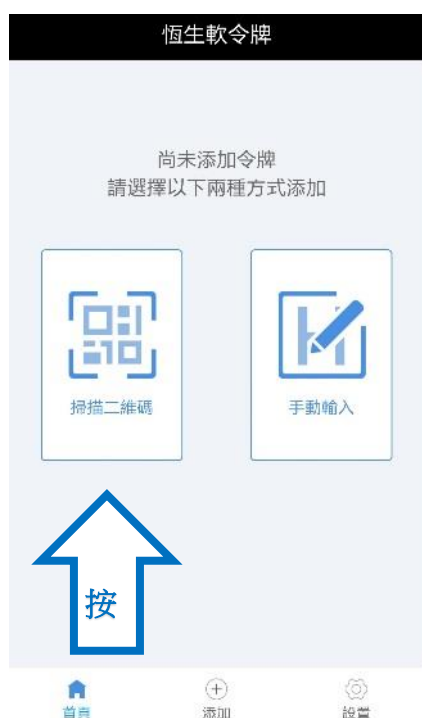 恆生軟令牌
尚未添加令牌
請選擇以下兩種方式添加
掃描二維碼
手動輸入
按
首頁
添加
設置